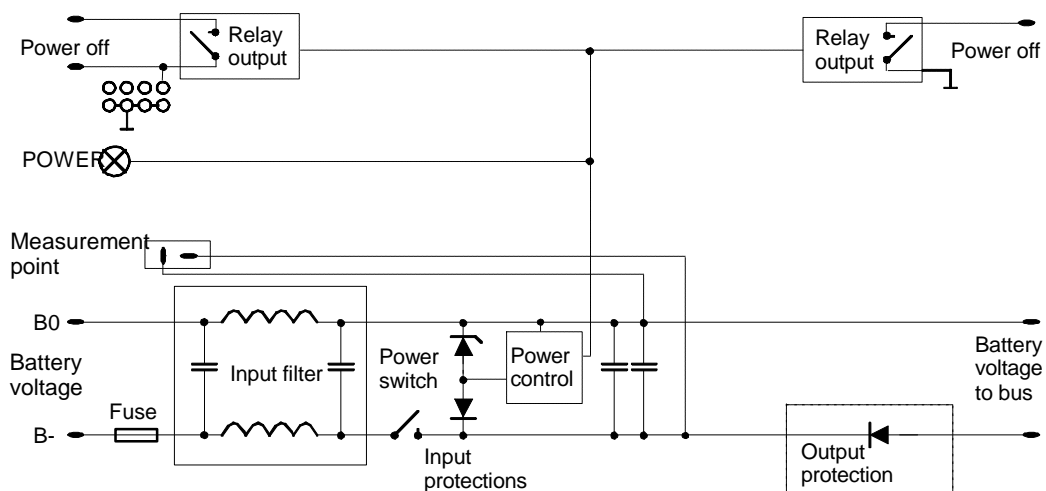 Power off
Relay
output
Relay
output
Power off
POWER
Measurement
point
B0
Battery
voltage
Input filter
Power
switch
Power
control
Battery
voltage
to bus
Fuse
B-
Input
protections
Output
protection